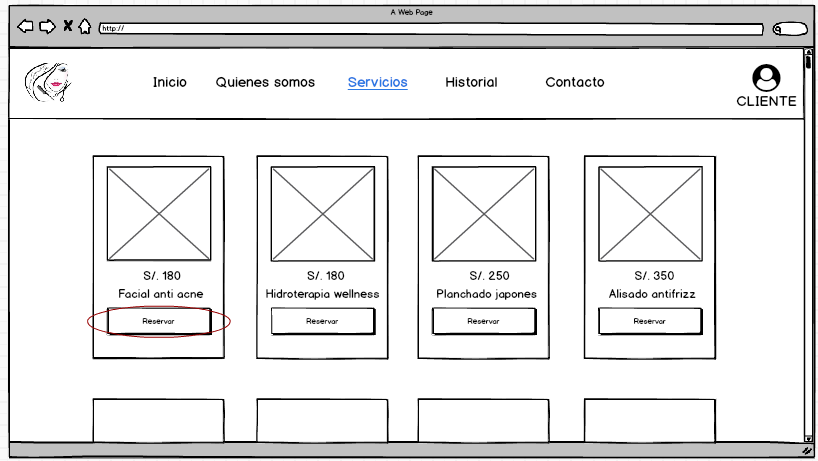 A Web Page
http://
Inicio Quienes somos Servicios Historial Contacto
CLIENTE
S/. 180 S/. 180 S/. 250 S/. 350
Facial anti acne Hidroterapia wellness Planchado japones Alisado antifrizz
Reservar Reservar Reservar Reservar